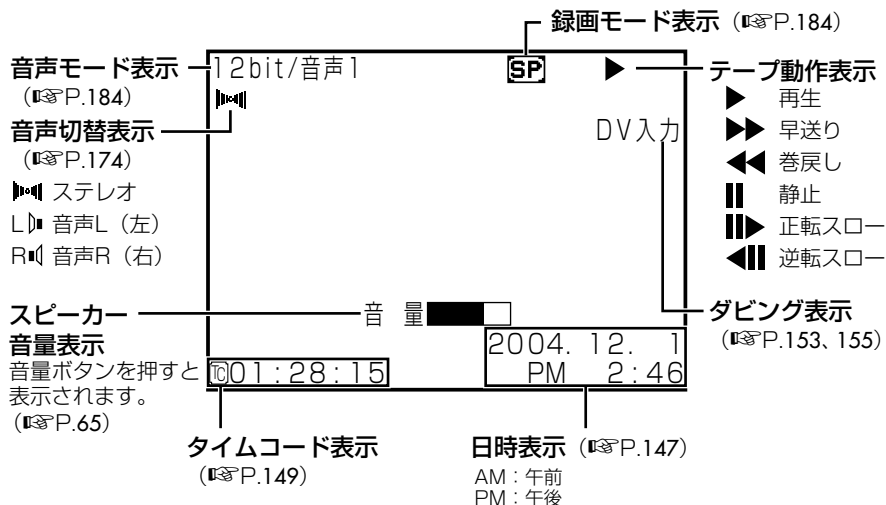 録画モード表示（☞P.184）
音声モード表示
（☞P.184）
音声切替表示
（☞P.174）
ステレオ
L 音声L（左）
R 音声R（右）
スピーカー
音量表示
音量ボタンを押すと
表示されます。
（☞P.65）
12bit/音声1
SP
DV入力
音 量
2004. 12. 1
PM 2:46
TC01:28:15
テープ動作表示
▶ 再生
▶▶ 早送り
◀◀ 巻戻し
❚❚ 静止
❚❚▶ 正転スロー
◀❚❚ 逆転スロー
ダビング表示
（☞P.153、155）
タイムコード表示
（☞P.149）
日時表示（☞P.147）
AM：午前
PM：午後